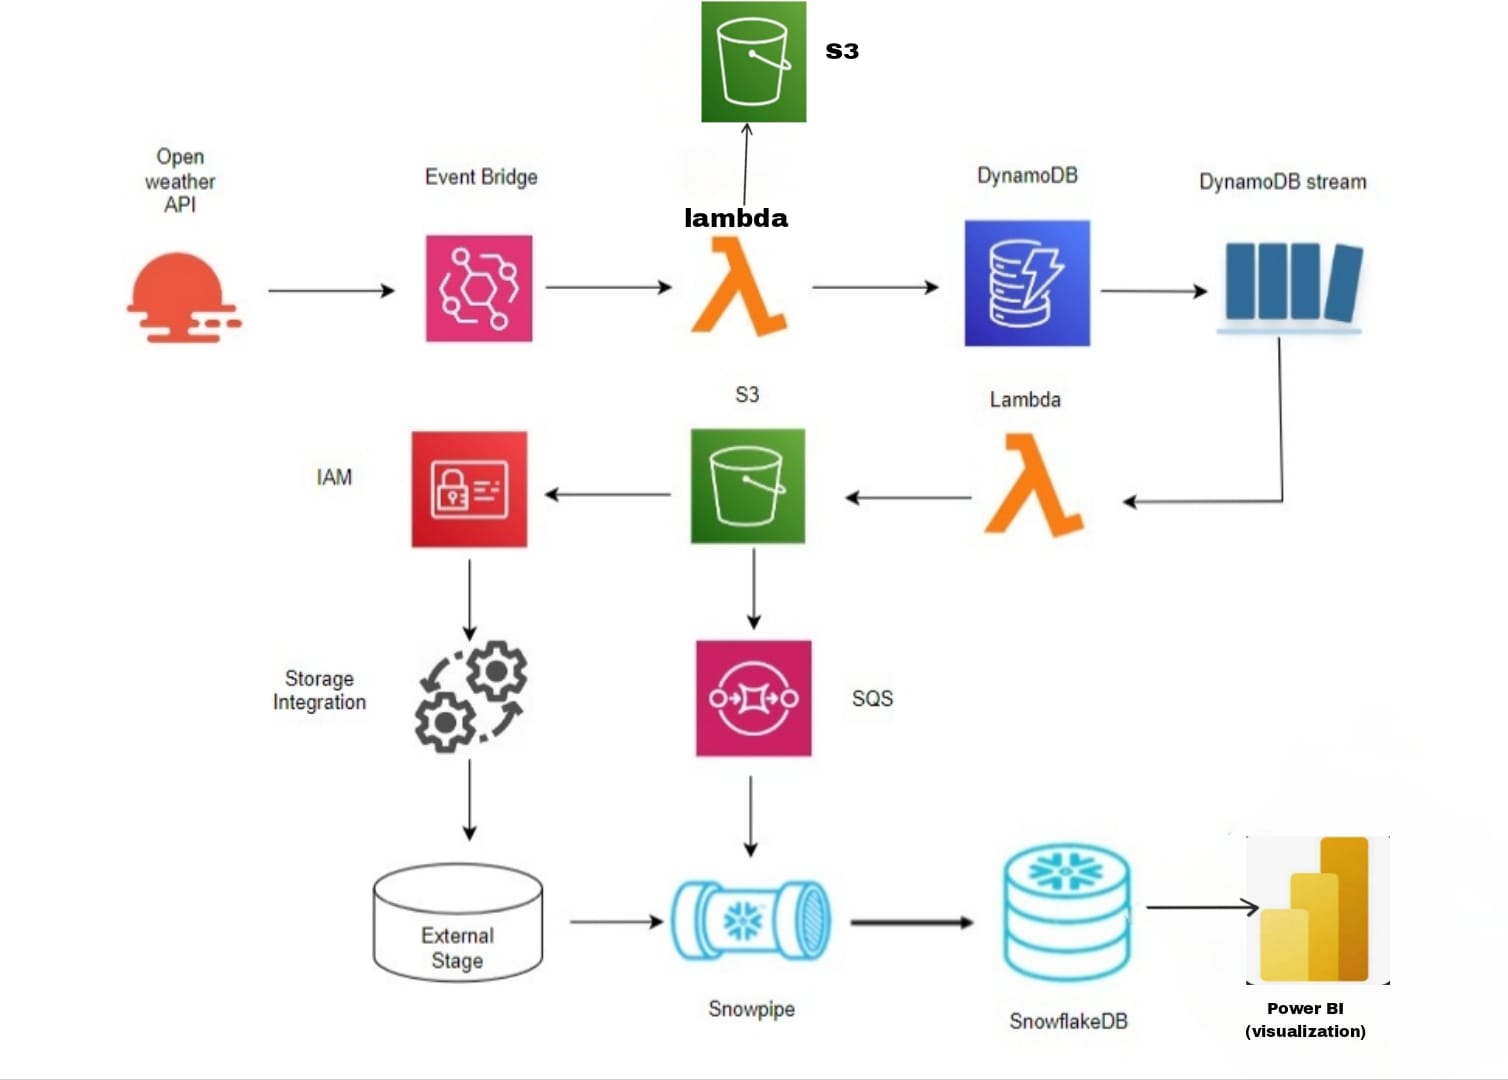 S3
Open
weather
API
Event Bridge
lambda
DynamoDB
DynamoDB stream
S3
Lambda
IAM
Storage
Integration
SQS
External
Stage
Snowpipe
SnowflakeDB
Power BI
(visualization)